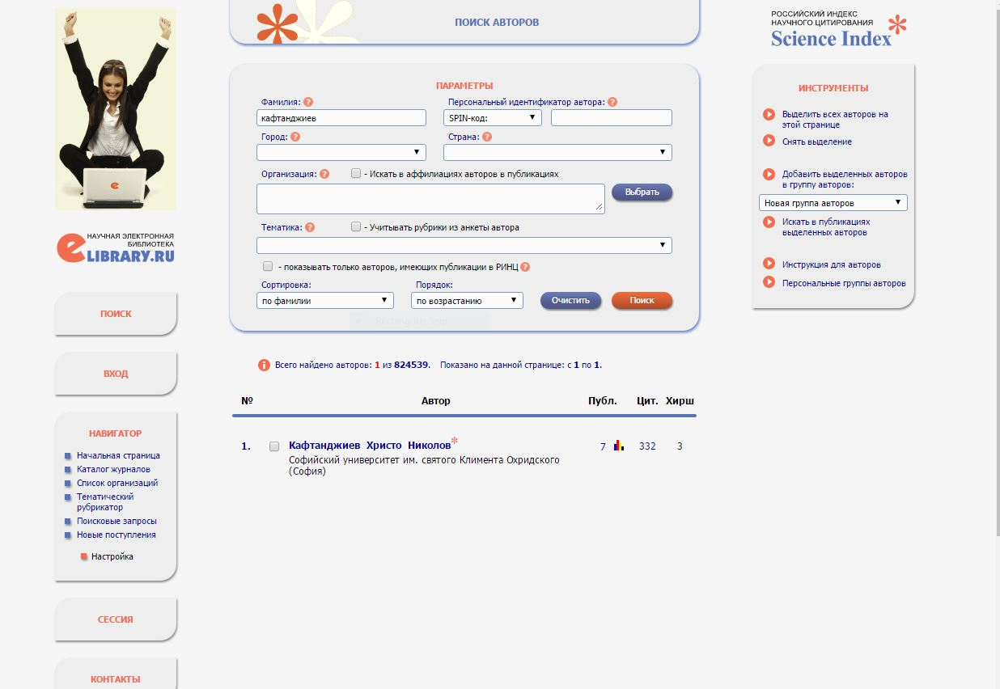 НАУЧНАЯ ЭЛЕКТРОННАЯ
БИБЛИОТЕКА
eLIBRARY.RU
ПОИСК
ВХОД
НАВИГАТОР
Начальная страница
Каталог журналов
Список организаций
Тематический
рубрикатор
Поисковые запросы
Новые поступления
Настройка
СЕССИЯ
КОНТАКТЫ
ПОИСК АВТОРОВ
ПАРАМЕТРЫ
Фамилия: ? Персональный идентификатор автора: ?
кафтанджиев SPIN-код:
Город: ? Страна: ?
Организация: ? - Искать в аффилиациях авторов в публикациях
Выбрать
Тематика: ? - Учитывать рубрики из анкеты автора
- показывать только авторов, имеющих публикации в РИНЦ ?
Сортировка: Порядок:
по фамилии по возрастанию Очистить Поиск
Rectangular Snip
Всего найдено авторов: 1 из 824539. Показано на данной странице: с 1 по 1.
№ Автор Публ. Цит. Хирш
1. Кафтанджиев Христо Николов* 7 332 3
Софийский университет им. святого Климента Охридского
(София)
РОССИЙСКИЙ ИНДЕКС
НАУЧНОГО ЦИТИРОВАНИЯ
Science Index
ИНСТРУМЕНТЫ
Выделить всех авторов на
этой странице
Снять выделение
Добавить выделенных авторов
в группу авторов:
Новая группа авторов
Искать в публикациях
выделенных авторов
Инструкция для авторов
Персональные группы авторов